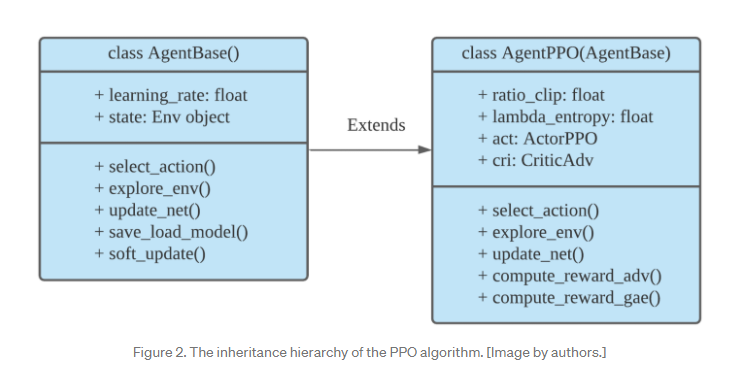 class AgentBase()
+ learning_rate: float
+ state: Env object
+ select_action()
+ explore_env()
+ update_net()
+ save_load_model()
+ soft_update()
Extends
class AgentPPO(AgentBase)
+ ratio_clip: float
+ lambda_entropy: float
+ act: ActorPPO
+ cri: CriticAdv
+ select_action()
+ explore_env()
+ update_net()
+ compute_reward_adv()
+ compute_reward_gae()
Figure 2. The inheritance hierarchy of the PPO algorithm. [Image by authors.]